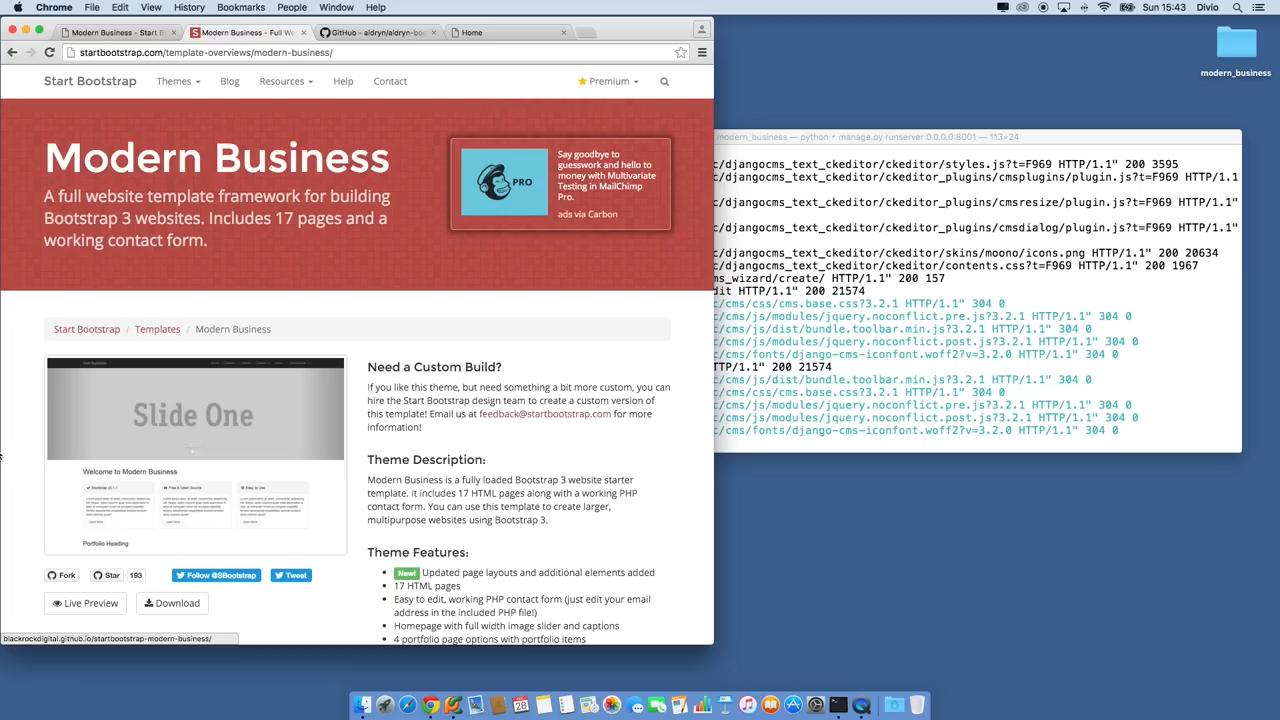 Chrome File Edit View History Bookmarks People Window Help
Sun 15:43 Divio
Modern Business - Start B
Modern Business - Full We
GitHub - aldryn/aldryn-boo
Home
startbootstrap.com/template-overviews/modern-business/
modern_business
Start Bootstrap Themes Blog Resources Help Contact Premium
Modern Business
A full website template framework for building
Bootstrap 3 websites. Includes 17 pages and a
working contact form.
PRO
Say goodbye to
guesswork and hello to
money with Multivariate
Testing in MailChimp
Pro.
ads via Carbon
Start Bootstrap / Templates / Modern Business
Slide One
Welcome to Modern Business
Bootstrap v3.1.1
Free & Open Source
Easy to Use
Learn More
Learn More
Learn More
Portfolio Heading
Fork Star 193 Follow @SBootstrap Tweet
Live Preview Download
Need a Custom Build?
If you like this theme, but need something a bit more custom, you can
hire the Start Bootstrap design team to create a custom version of
this template! Email us at feedback@startbootstrap.com for more
information!
Theme Description:
Modern Business is a fully loaded Bootstrap 3 website starter
template. It includes 17 HTML pages along with a working PHP
contact form. You can use this template to create larger,
multipurpose websites using Bootstrap 3.
Theme Features:
New! Updated page layouts and additional elements added
17 HTML pages
Easy to edit, working PHP contact form (just edit your email
address in the included PHP file!)
Homepage with full width image slider and captions
4 portfolio page options with portfolio items
blackrockdigital.github.io/startbootstrap-modern-business/
modern_business — python • manage.py runserver 0.0.0.0:8001 — 113×24
c/djangocms_text_ckeditor/ckeditor/styles.js?t=F969 HTTP/1.1" 200 3595
c/djangocms_text_ckeditor/ckeditor_plugins/cmsplugins/plugin.js?t=F969 HTTP/1.1
c/djangocms_text_ckeditor/ckeditor_plugins/cmsresize/plugin.js?t=F969 HTTP/1.1"
c/djangocms_text_ckeditor/ckeditor_plugins/cmsdialog/plugin.js?t=F969 HTTP/1.1"
c/djangocms_text_ckeditor/ckeditor/skins/moono/icons.png HTTP/1.1" 200 20634
c/djangocms_text_ckeditor/ckeditor/contents.css?t=F969 HTTP/1.1" 200 1967
ms_wizard/create/ HTTP/1.1" 200 157
dit HTTP/1.1" 200 21574
c/cms/css/cms.base.css?3.2.1 HTTP/1.1" 304 0
c/cms/js/modules/jquery.noconflict.pre.js?3.2.1 HTTP/1.1" 304 0
c/cms/js/dist/bundle.toolbar.min.js?3.2.1 HTTP/1.1" 304 0
c/cms/js/modules/jquery.noconflict.post.js?3.2.1 HTTP/1.1" 304 0
c/cms/fonts/django-cms-iconfont.woff2?v=3.2.0 HTTP/1.1" 304 0
TTP/1.1" 200 21574
c/cms/js/dist/bundle.toolbar.min.js?3.2.1 HTTP/1.1" 304 0
c/cms/js/modules/jquery.noconflict.pre.js?3.2.1 HTTP/1.1" 304 0
c/cms/js/modules/jquery.noconflict.post.js?3.2.1 HTTP/1.1" 304 0
c/cms/fonts/django-cms-iconfont.woff2?v=3.2.0 HTTP/1.1" 304 0